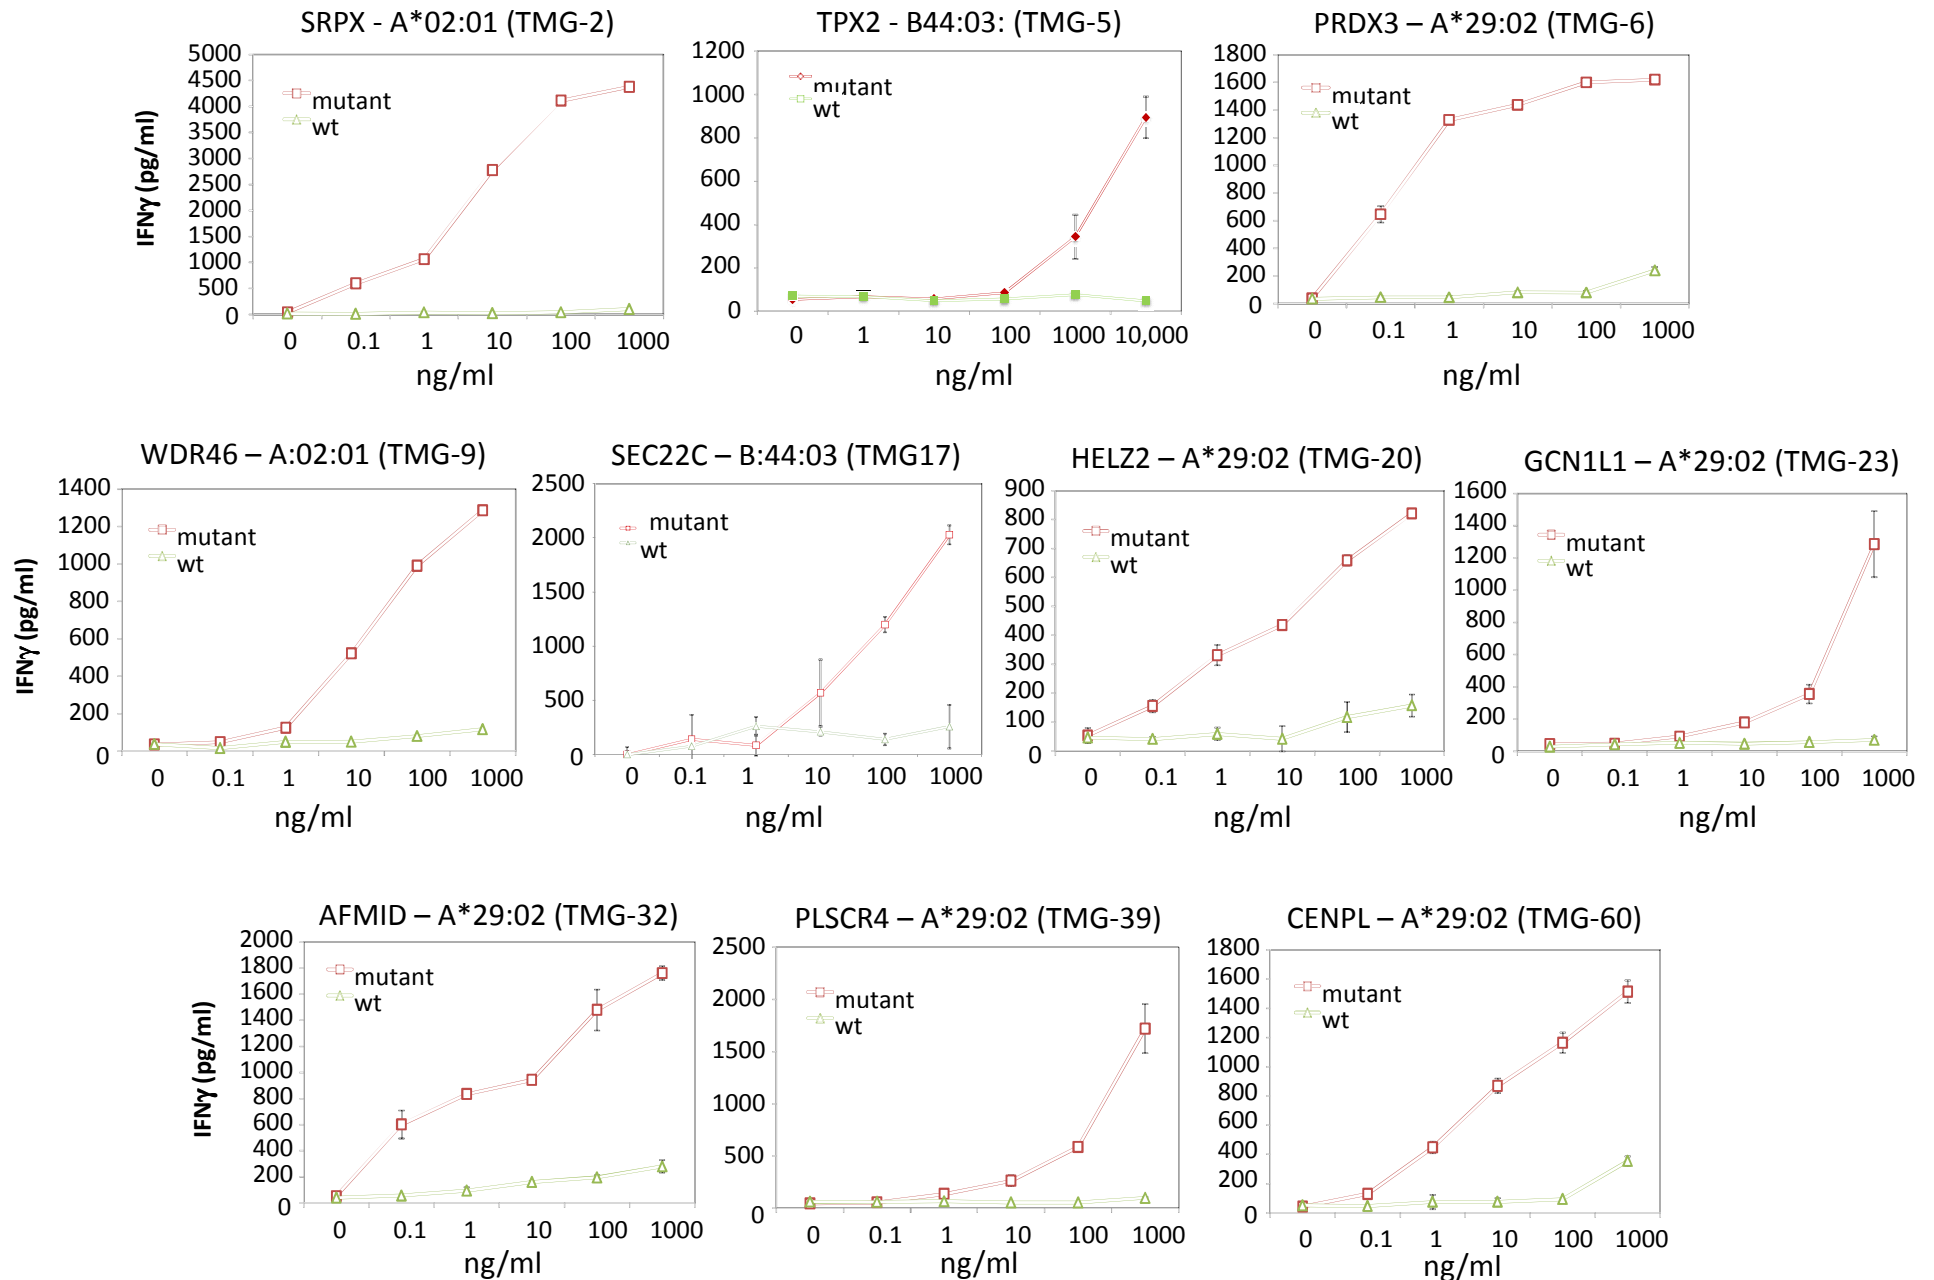 SRPX - A*02:01 (TMG-2)
IFNγ (pg/ml)
5000
4500
4000
3500
3000
2500
2000
1500
1000
500
0
mutant
wt
0 0.1 1 10 100 1000
ng/ml
TPX2 - B44:03: (TMG-5)
1200
1000
800
600
400
200
0
mutant
wt
0 1 10 100 1000 10,000
ng/ml
PRDX3 – A*29:02 (TMG-6)
1800
1600
1400
1200
1000
800
600
400
200
0
mutant
wt
0 0.1 1 10 100 1000
ng/ml
WDR46 – A:02:01 (TMG-9)
IFNγ (pg/ml)
1400
1200
1000
800
600
400
200
0
mutant
wt
0 0.1 1 10 100 1000
ng/ml
SEC22C – B:44:03 (TMG17)
2500
2000
1500
1000
500
0
mutant
wt
0 0.1 1 10 100 1000
ng/ml
HELZ2 – A*29:02 (TMG-20)
900
800
700
600
500
400
300
200
100
0
mutant
wt
0 0.1 1 10 100 1000
ng/ml
GCN1L1 – A*29:02 (TMG-23)
1600
1400
1200
1000
800
600
400
200
0
mutant
wt
0 0.1 1 10 100 1000
ng/ml
AFMID – A*29:02 (TMG-32)
IFNγ (pg/ml)
2000
1800
1600
1400
1200
1000
800
600
400
200
0
mutant
wt
0 0.1 1 10 100 1000
ng/ml
PLSCR4 – A*29:02 (TMG-39)
2500
2000
1500
1000
500
0
mutant
wt
0 0.1 1 10 100 1000
ng/ml
CENPL – A*29:02 (TMG-60)
1800
1600
1400
1200
1000
800
600
400
200
0
mutant
wt
0 0.1 1 10 100 1000
ng/ml